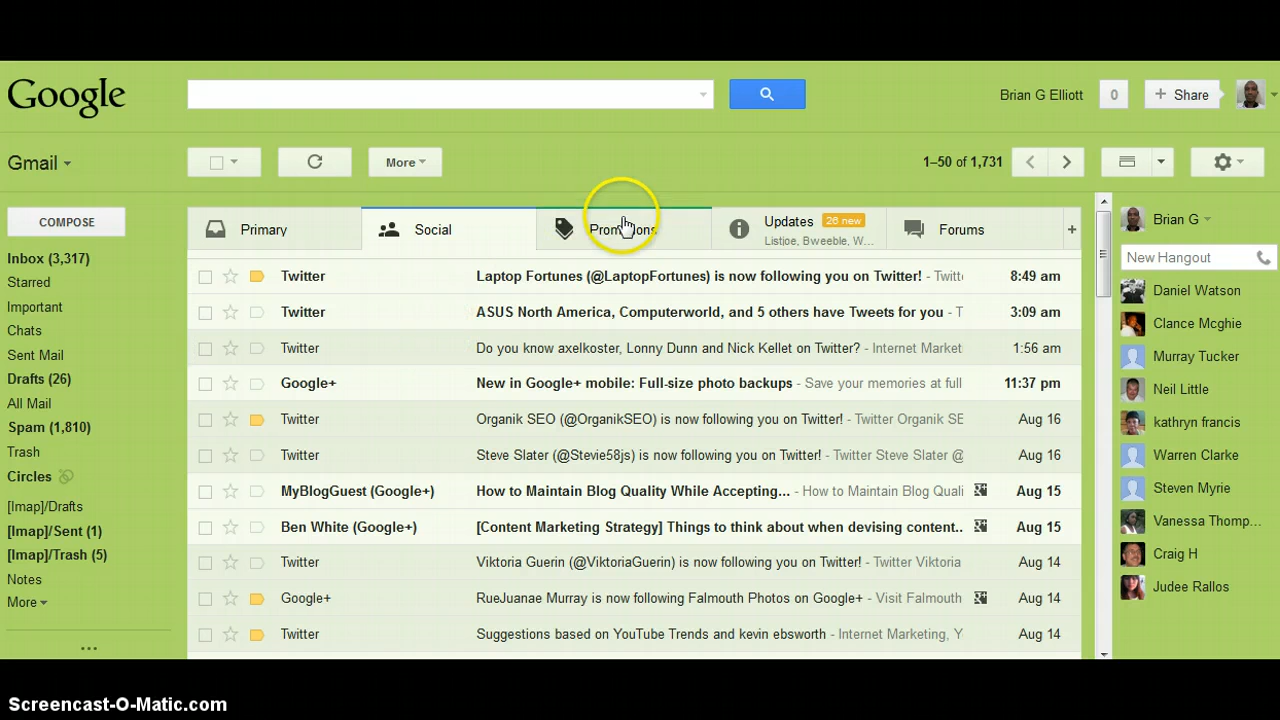 Google
Brian G Elliott 0 + Share
Gmail
More
1–50 of 1,731
COMPOSE
Inbox (3,317)
Starred
Important
Chats
Sent Mail
Drafts (26)
All Mail
Spam (1,810)
Trash
Circles
[Imap]/Drafts
[Imap]/Sent (1)
[Imap]/Trash (5)
Notes
More
Primary
Social
Updates 26 new
Listjoe, Bweeble, W...
Forums
+
Twitter Laptop Fortunes (@LaptopFortunes) is now following you on Twitter! - Twitt 8:49 am
Twitter ASUS North America, Computerworld, and 5 others have Tweets for you - T 3:09 am
Twitter Do you know axelkoster, Lonny Dunn and Nick Kellet on Twitter? - Internet Market 1:56 am
Google+ New in Google+ mobile: Full-size photo backups - Save your memories at full 11:37 pm
Twitter Organik SEO (@OrganikSEO) is now following you on Twitter! - Twitter Organik SE Aug 16
Twitter Steve Slater (@Stevie58js) is now following you on Twitter! - Twitter Steve Slater @ Aug 16
MyBlogGuest (Google+) How to Maintain Blog Quality While Accepting... - How to Maintain Blog Quali Aug 15
Ben White (Google+) [Content Marketing Strategy] Things to think about when devising content.. Aug 15
Twitter Viktoria Guerin (@ViktoriaGuerin) is now following you on Twitter! - Twitter Viktoria Aug 14
Google+ RueJuanae Murray is now following Falmouth Photos on Google+ - Visit Falmouth Aug 14
Twitter Suggestions based on YouTube Trends and kevin ebsworth - Internet Marketing, Y Aug 14
Brian G
New Hangout
Daniel Watson
Clance Mcghie
Murray Tucker
Neil Little
kathryn francis
Warren Clarke
Steven Myrie
Vanessa Thomp...
Craig H
Judee Rallos
Screencast-O-Matic.com